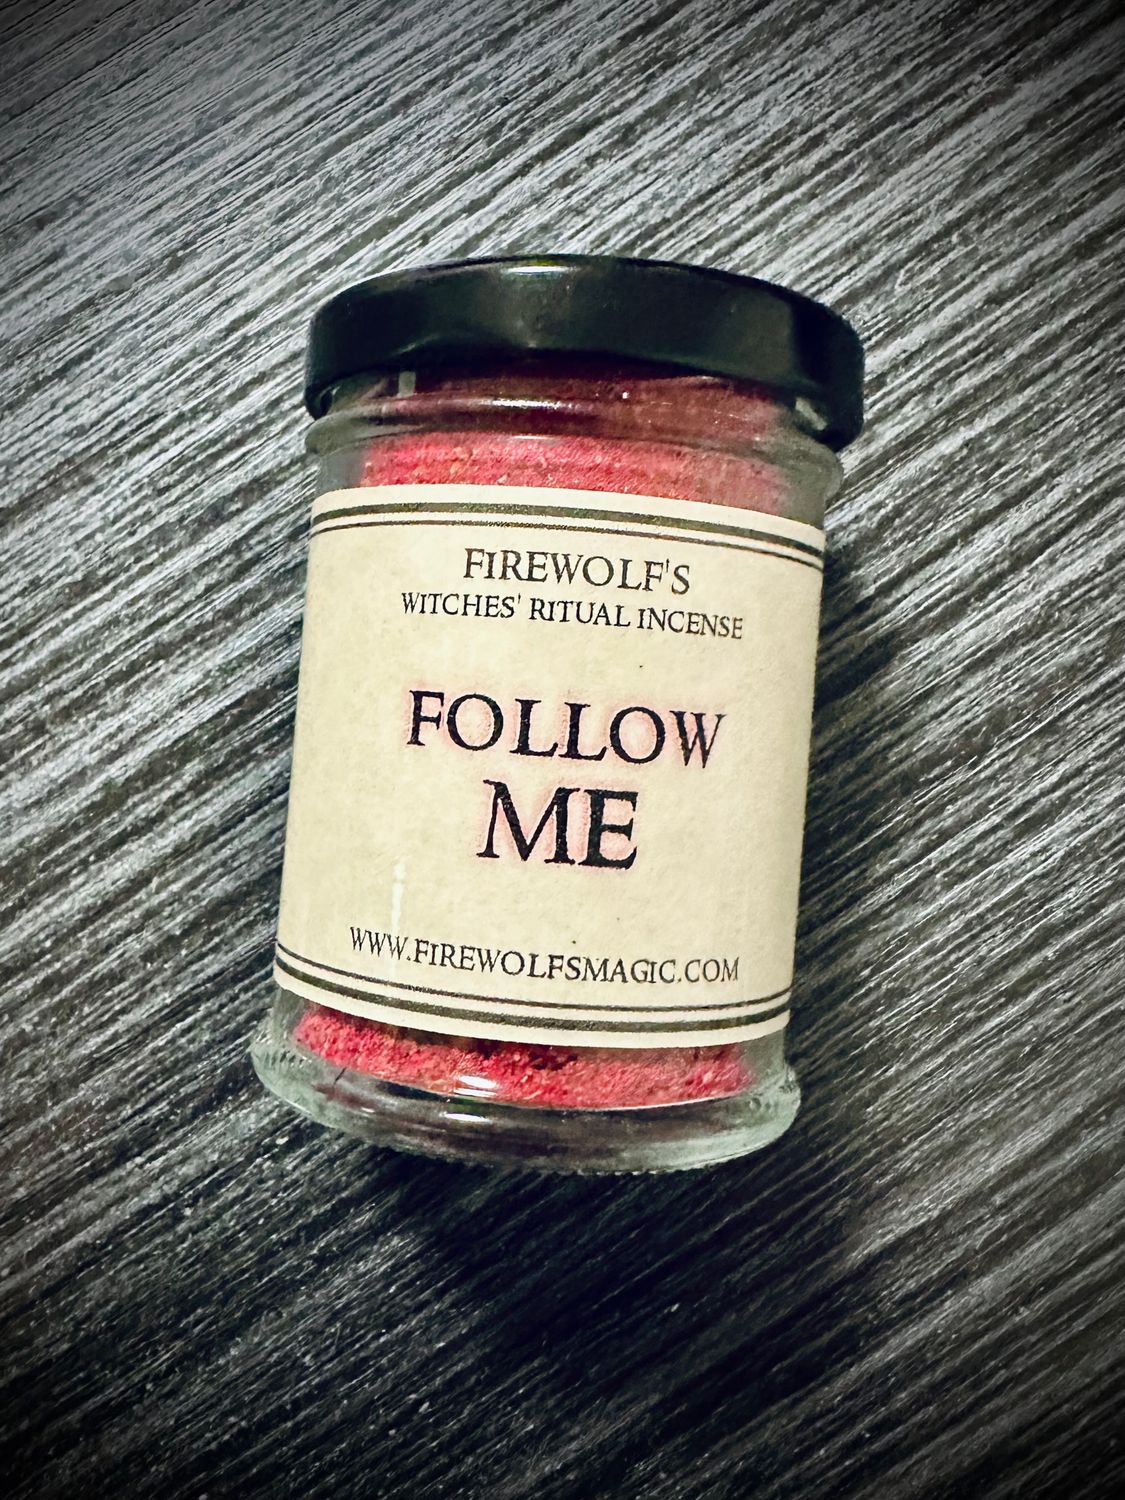 FIREWOLF'S
WITCHES' RITUAL INCENSE
FOLLOW
ME
WWW.FIREWOLFSMAGIC.COM